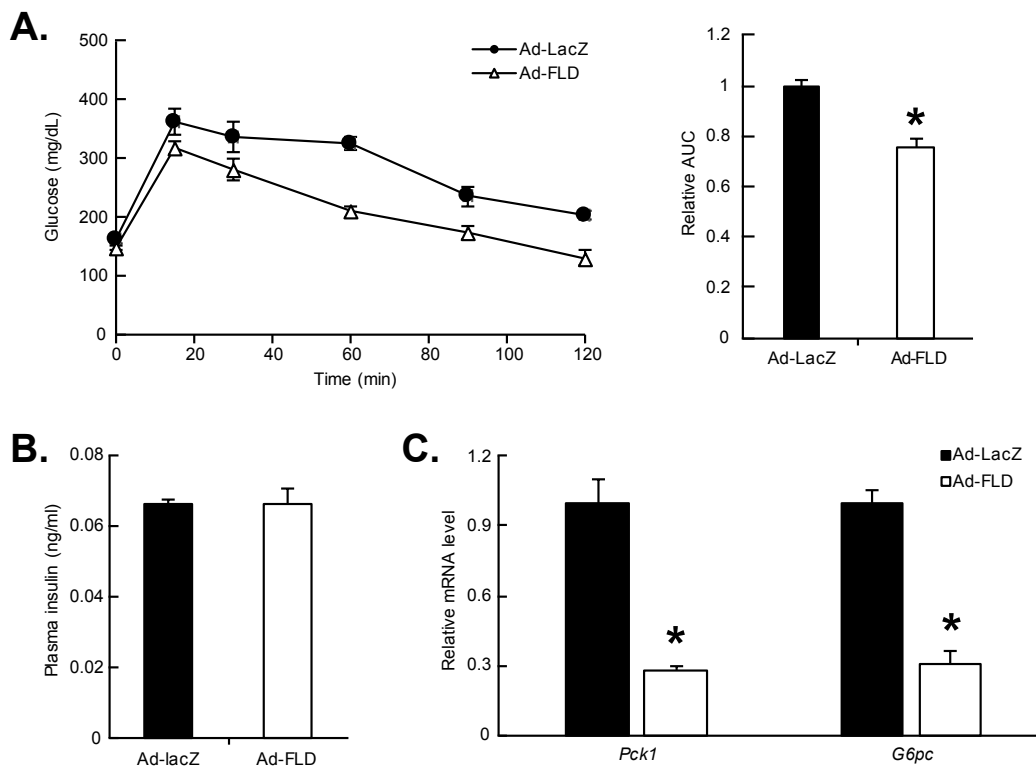 A.
500
400
300
200
100
0
Glucose (mg/dL)
0 20 40 60 80 100 120
Time (min)
Ad-LacZ
Ad-FLD
1.2
1
0.8
0.6
0.4
0.2
0
Relative AUC
*
Ad-LacZ Ad-FLD
B.
0.08
0.06
0.04
0.02
0
Plasma insulin (ng/ml)
Ad-lacZ Ad-FLD
C.
1.2
0.9
0.6
0.3
0
Relative mRNA level
Ad-LacZ
Ad-FLD
* *
Pck1 G6pc